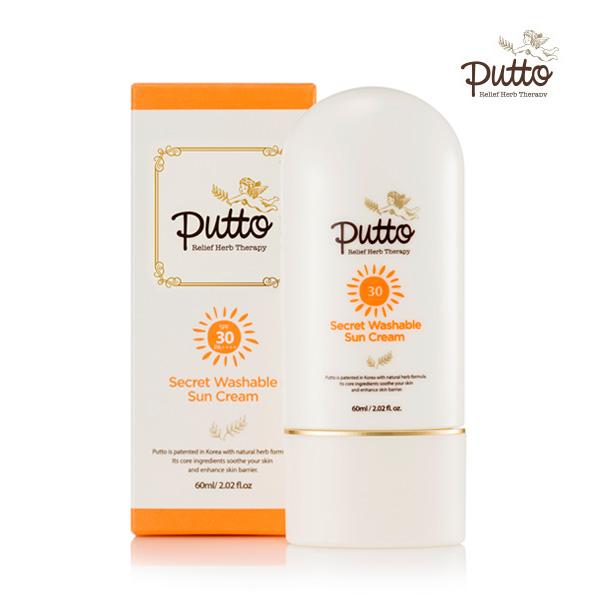 Putto
Relief Herb Therapy
Putto
Relief Herb Therapy
SPF
30
PA++++
Secret Washable
Sun Cream
Putto is patented in Korea with natural herb formu
Its core ingredients soothe your skin
and enhance skin barrier.
60ml/ 2.02 fl.oz
Putto
Relief Herb Therapy
30
Secret Washable
Sun Cream
Putto is patented in Korea with natural herb formula.
Its core ingredients soothe your skin
and enhance skin barrier.
60ml/ 2.02 fl. oz.